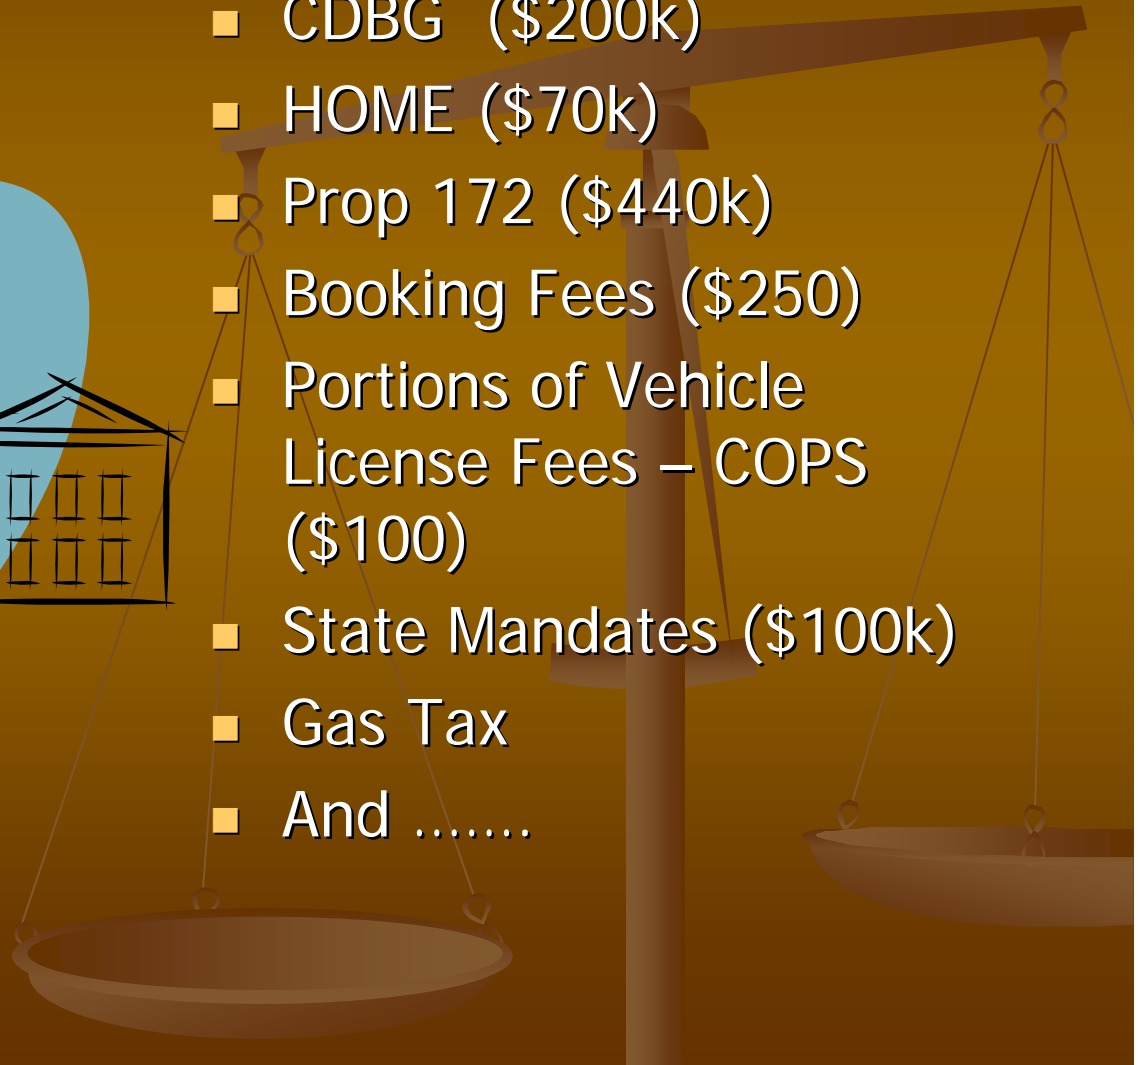 CDBG  ($200k)
HOME ($70k)
Prop 172 ($440k)
Booking Fees ($250)
Portions of Vehicle
License Fees – COPS
($100)
State Mandates ($100k)
Gas Tax
And …….